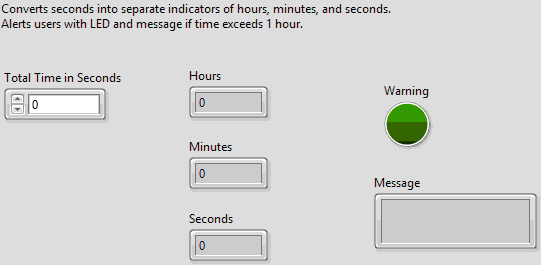 Converts seconds into separate indicators of hours, minutes, and seconds.
Alerts users with LED and message if time exceeds 1 hour.
Total Time in Seconds
0
Hours
0
Minutes
0
Seconds
0
Warning
Message